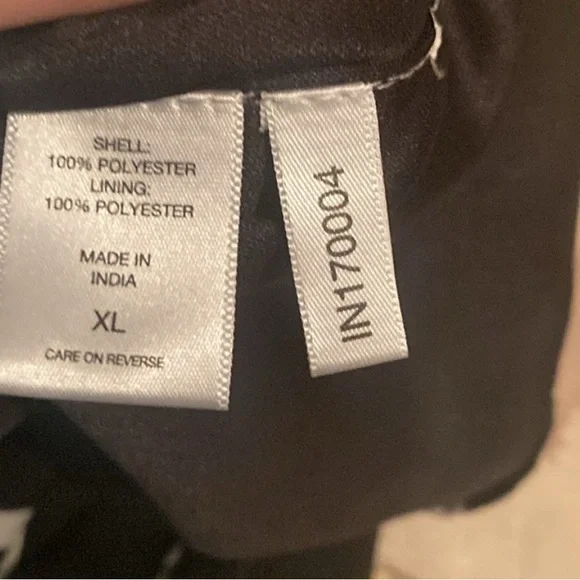 SHELL:
100% POLYESTER
LINING:
100% POLYESTER
MADE IN
INDIA
XL
CARE ON REVERSE
IN170004